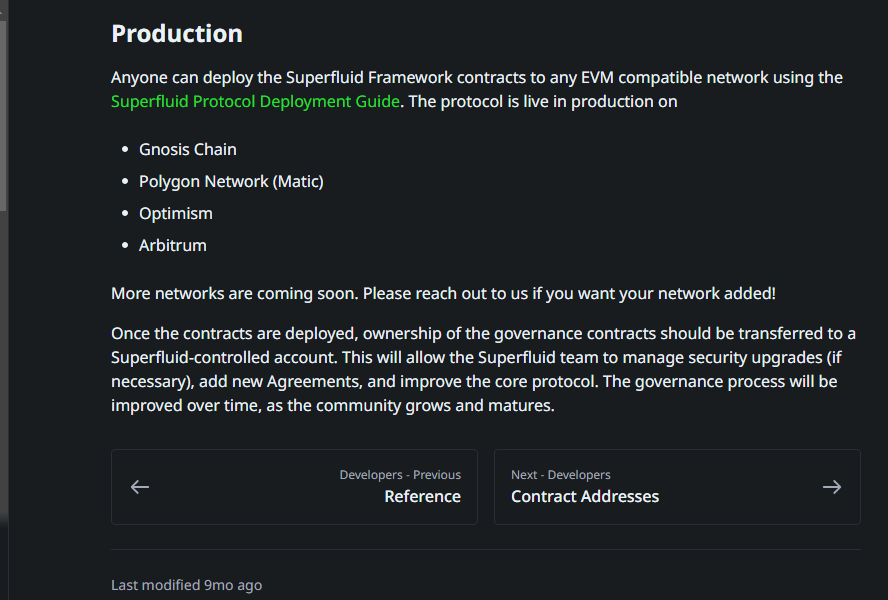 Production
Anyone can deploy the Superfluid Framework contracts to any EVM compatible network using the
Superfluid Protocol Deployment Guide. The protocol is live in production on
• Gnosis Chain
• Polygon Network (Matic)
• Optimism
• Arbitrum
More networks are coming soon. Please reach out to us if you want your network added!
Once the contracts are deployed, ownership of the governance contracts should be transferred to a
Superfluid-controlled account. This will allow the Superfluid team to manage security upgrades (if
necessary), add new Agreements, and improve the core protocol. The governance process will be
improved over time, as the community grows and matures.
Developers - Previous
Reference
Next - Developers
Contract Addresses
Last modified 9mo ago